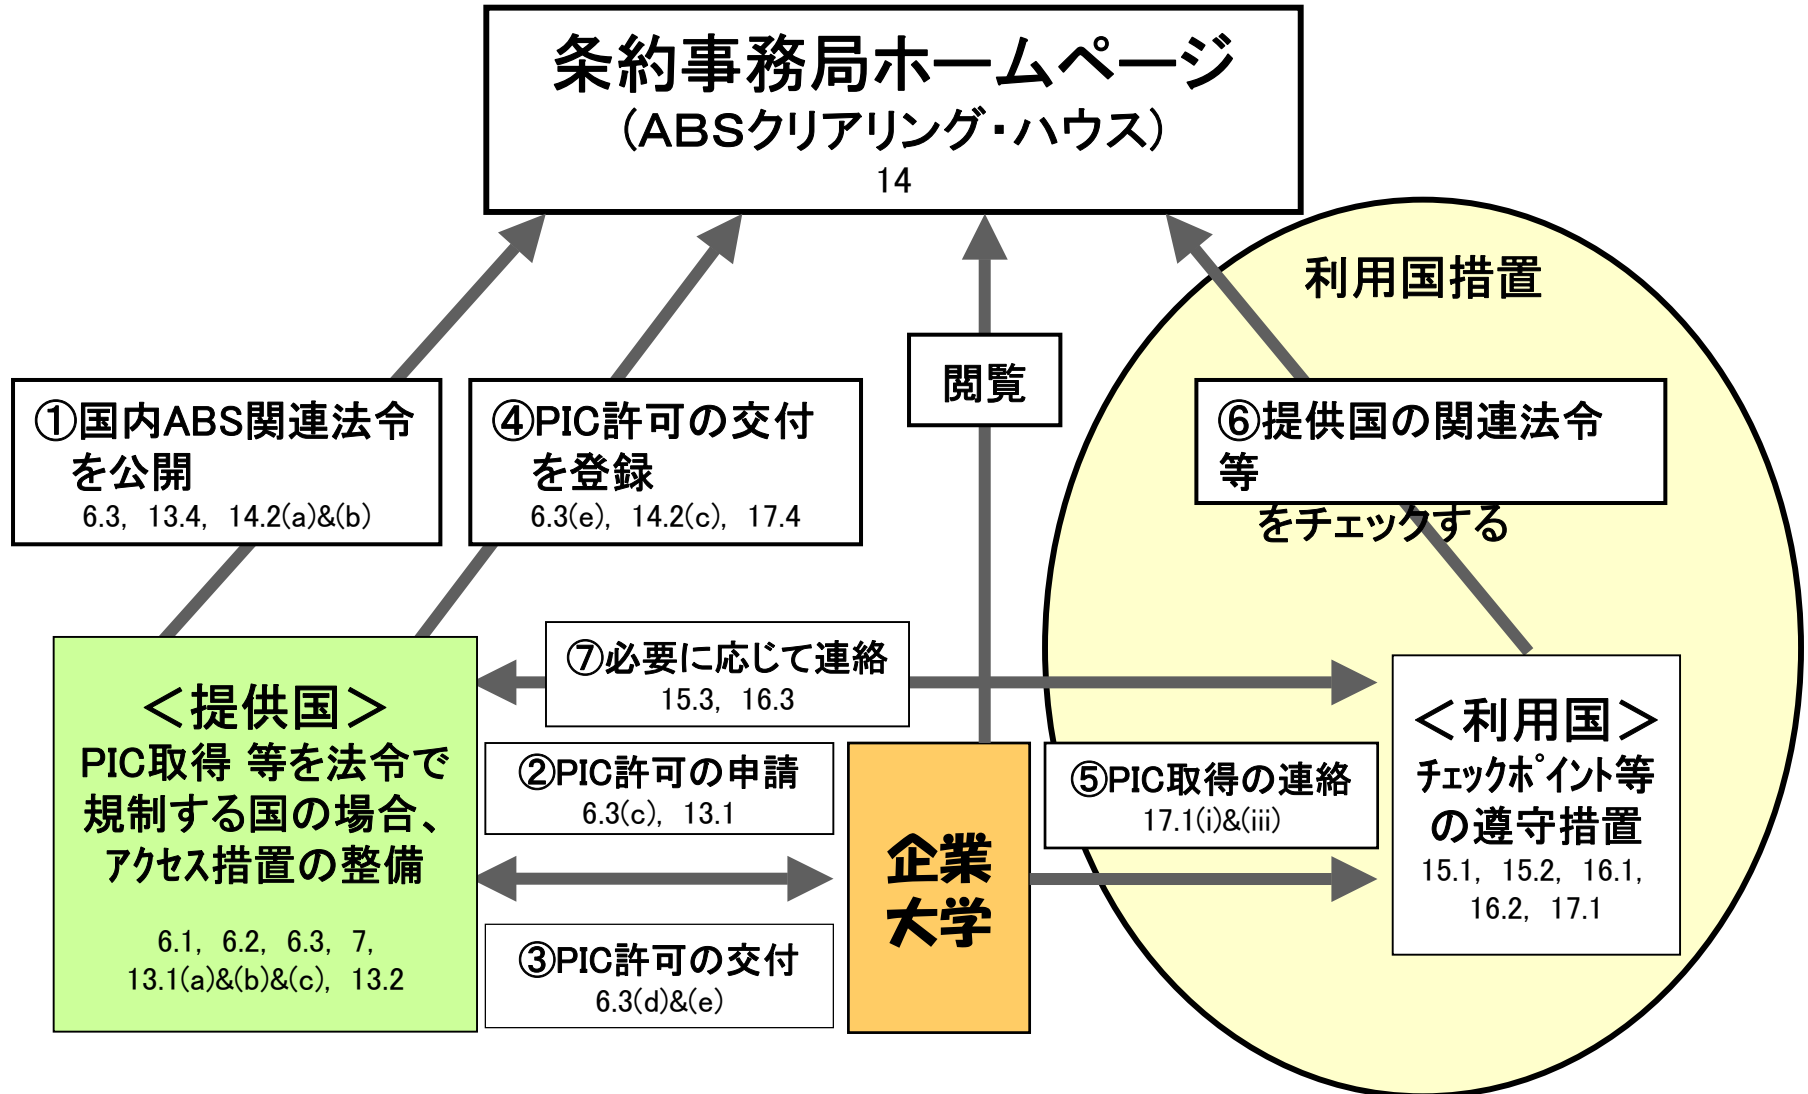 条約事務局ホームページ
(ABSクリアリング・ハウス)
14
利用国措置
閲覧
①国内ABS関連法令
を公開
6.3, 13.4, 14.2(a)&(b)
④PIC許可の交付
を登録
6.3(e), 14.2(c), 17.4
⑥提供国の関連法令
等
をチェックする
⑦必要に応じて連絡
15.3, 16.3
<提供国>
PIC取得 等を法令で
規制する国の場合、
アクセス措置の整備
6.1, 6.2, 6.3, 7,
13.1(a)&(b)&(c), 13.2
②PIC許可の申請
6.3(c), 13.1
③PIC許可の交付
6.3(d)&(e)
企業
大学
⑤PIC取得の連絡
17.1(i)&(iii)
<利用国>
チェックポイント等
の遵守措置
15.1, 15.2, 16.1,
16.2, 17.1